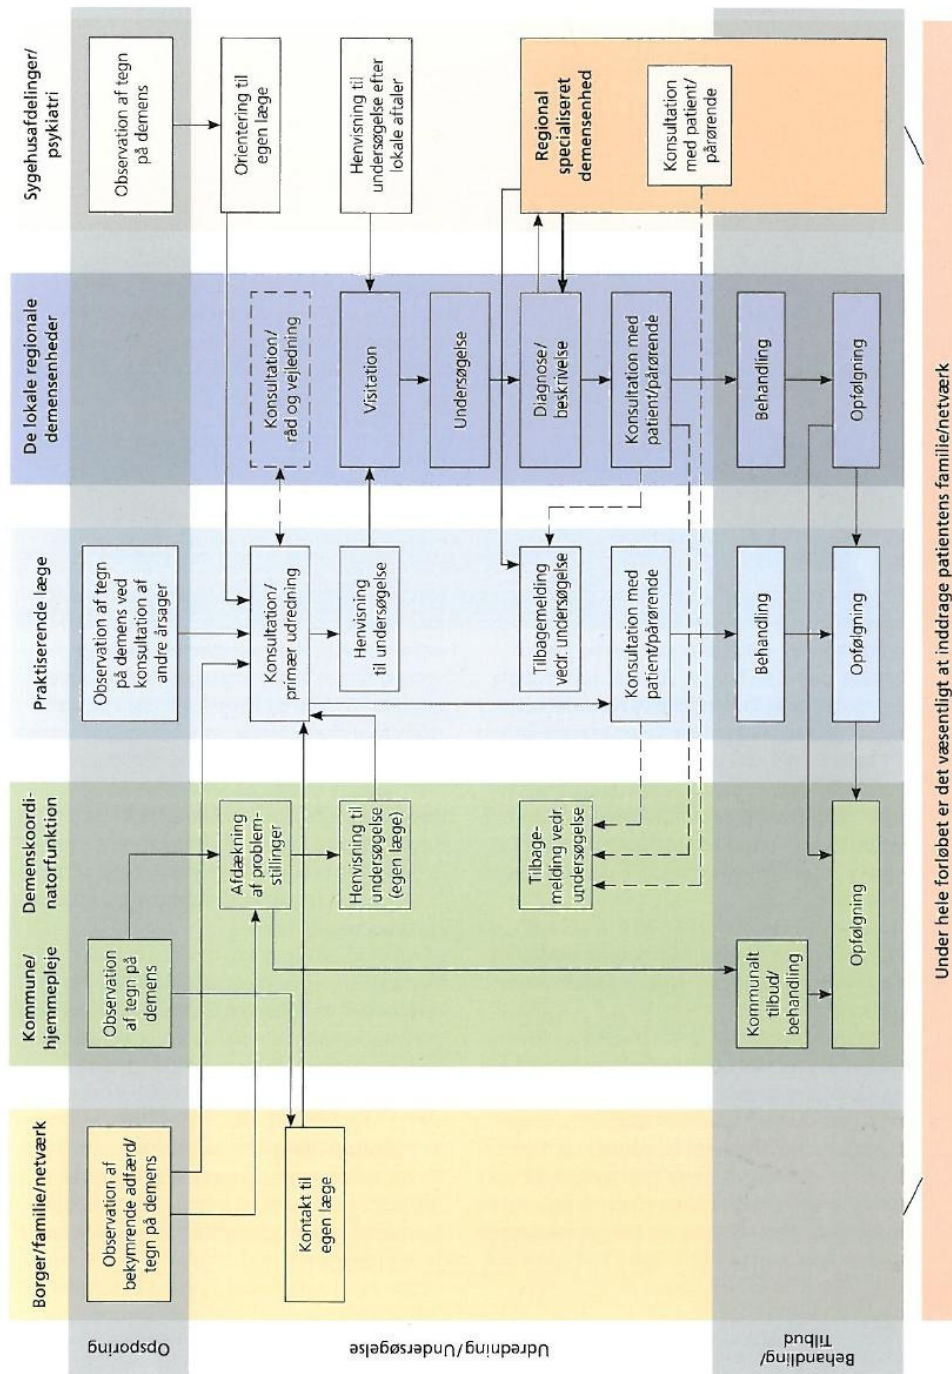 Borger/familie/netværk
Kommune/
hjemmepleje
Demenskoordi-
natorfunktion
Praktiserende læge
De lokale regionale
demensenheder
Sygehusafdelinger/
psykiatri
Opsporing
Observation af
bekymrende adfærd/
tegn på demens
Observation
af tegn på
demens
Observation af tegn
på demens ved
konsultation af
andre årsager
Observation af tegn
på demens
Udredning/Undersøgelse
Afdækning
af problem-
stillinger
Konsultation/
primær udredning
Konsultation/
råd og vejledning
Orientering til
egen læge
Kontakt til
egen læge
Henvisning til
undersøgelse
(egen læge)
Henvisning
til undersøgelse
Visitation
Henvisning til
undersøgelse efter
lokale aftaler
Undersøgelse
Tilbage-
melding vedr.
undersøgelse
Tilbagemelding
vedr. undersøgelse
Diagnose/
beskrivelse
Regional
specialiseret
demensenhed
Konsultation med
patient/pårørende
Konsultation med
patient/pårørende
Konsultation
med patient/
pårørende
Behandling/
Tilbud
Kommunalt
tilbud/
behandling
Behandling
Behandling
Opfølgning
Opfølgning
Opfølgning
Under hele forløbet er det væsentligt at inddrage patientens familie/netværk